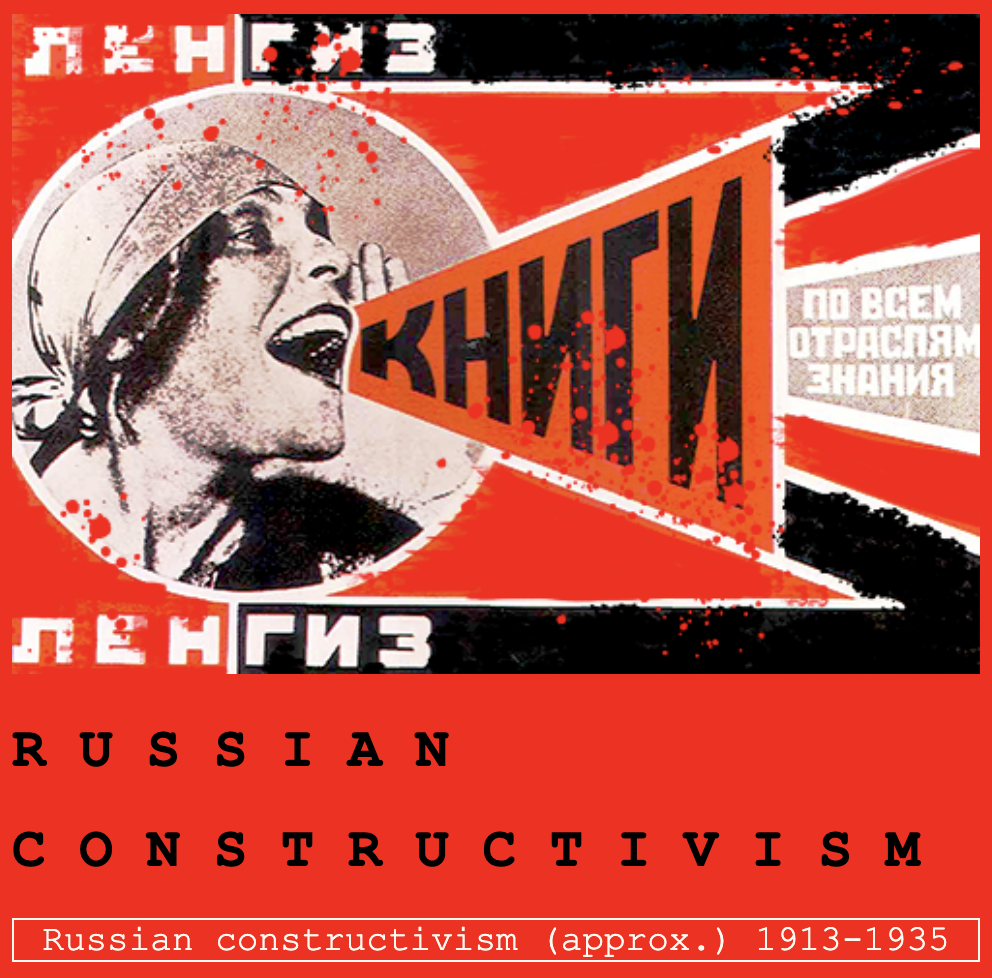 ЛЕНГИЗ
КНИГИ
ПО ВСЕМ
ОТРАСЛЯМ
ЗНАНИЯ
ЛЕНГИЗ
RUSSIAN
CONSTRUCTIVISM
Russian constructivism (approx.) 1913-1935